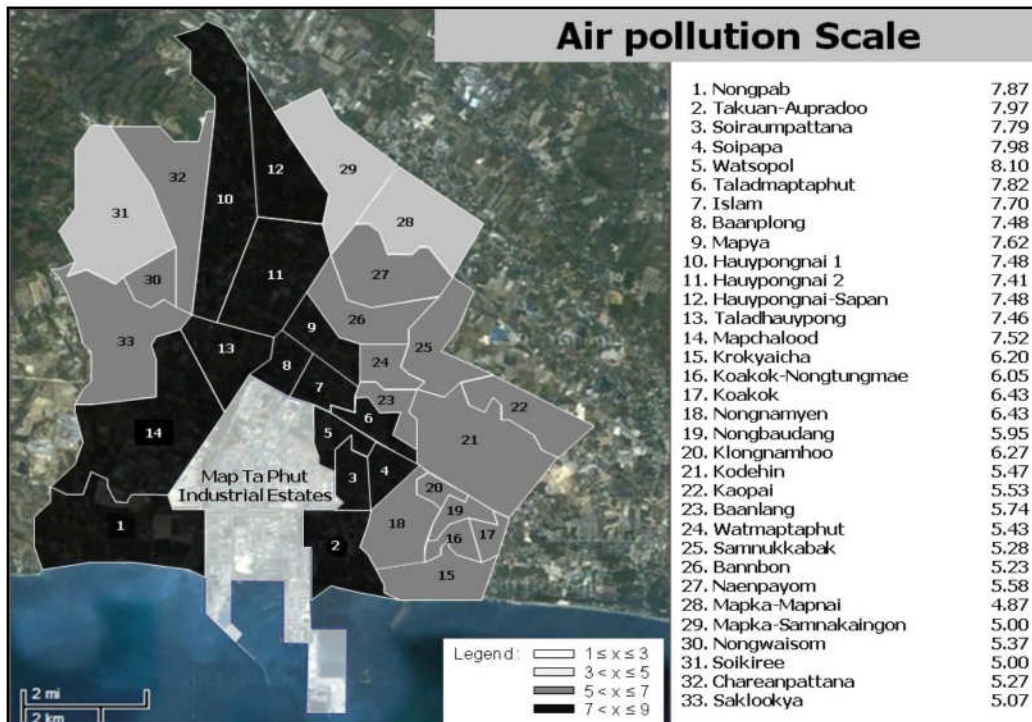 Air pollution Scale
1. Nongpab 7.87
2. Takuan-Aupradoo 7.97
3. Soiraumpattana 7.79
4. Soipapa 7.98
5. Watsopol 8.10
6. Taladmaptaphut 7.82
7. Islam 7.70
8. Baanplong 7.48
9. Mapya 7.62
10. Hauypongnai 1 7.48
11. Hauypongnai 2 7.41
12. Hauypongnai-Sapan 7.48
13. Taladhauypong 7.46
14. Mapchalood 7.52
15. Krokyaicha 6.20
16. Koakok-Nongtungmae 6.05
17. Koakok 6.43
18. Nongnamyen 6.43
19. Nongbaudang 5.95
20. Klongnamhoo 6.27
21. Kodehin 5.47
22. Kaopai 5.53
23. Baanlang 5.74
24. Watmaptaphut 5.43
25. Samnukkabak 5.28
26. Bannbon 5.23
27. Naenpayom 5.58
28. Mapka-Mapnai 4.87
29. Mapka-Samnakaingon 5.00
30. Nongwaisom 5.37
31. Soikiree 5.00
32. Chareanpattana 5.27
33. Saklookya 5.07
12
29
32
10
31
28
11
27
30
26
9
33
13
25
24
8
7
23
22
6
5
14
21
Map Ta Phut
Industrial Estates
4
3
20
19
1
18
17
2
16
15
Legend: 1 ≤ x ≤ 3
3 < x ≤ 5
5 < x ≤ 7
7 < x ≤ 9
2 mi
2 km